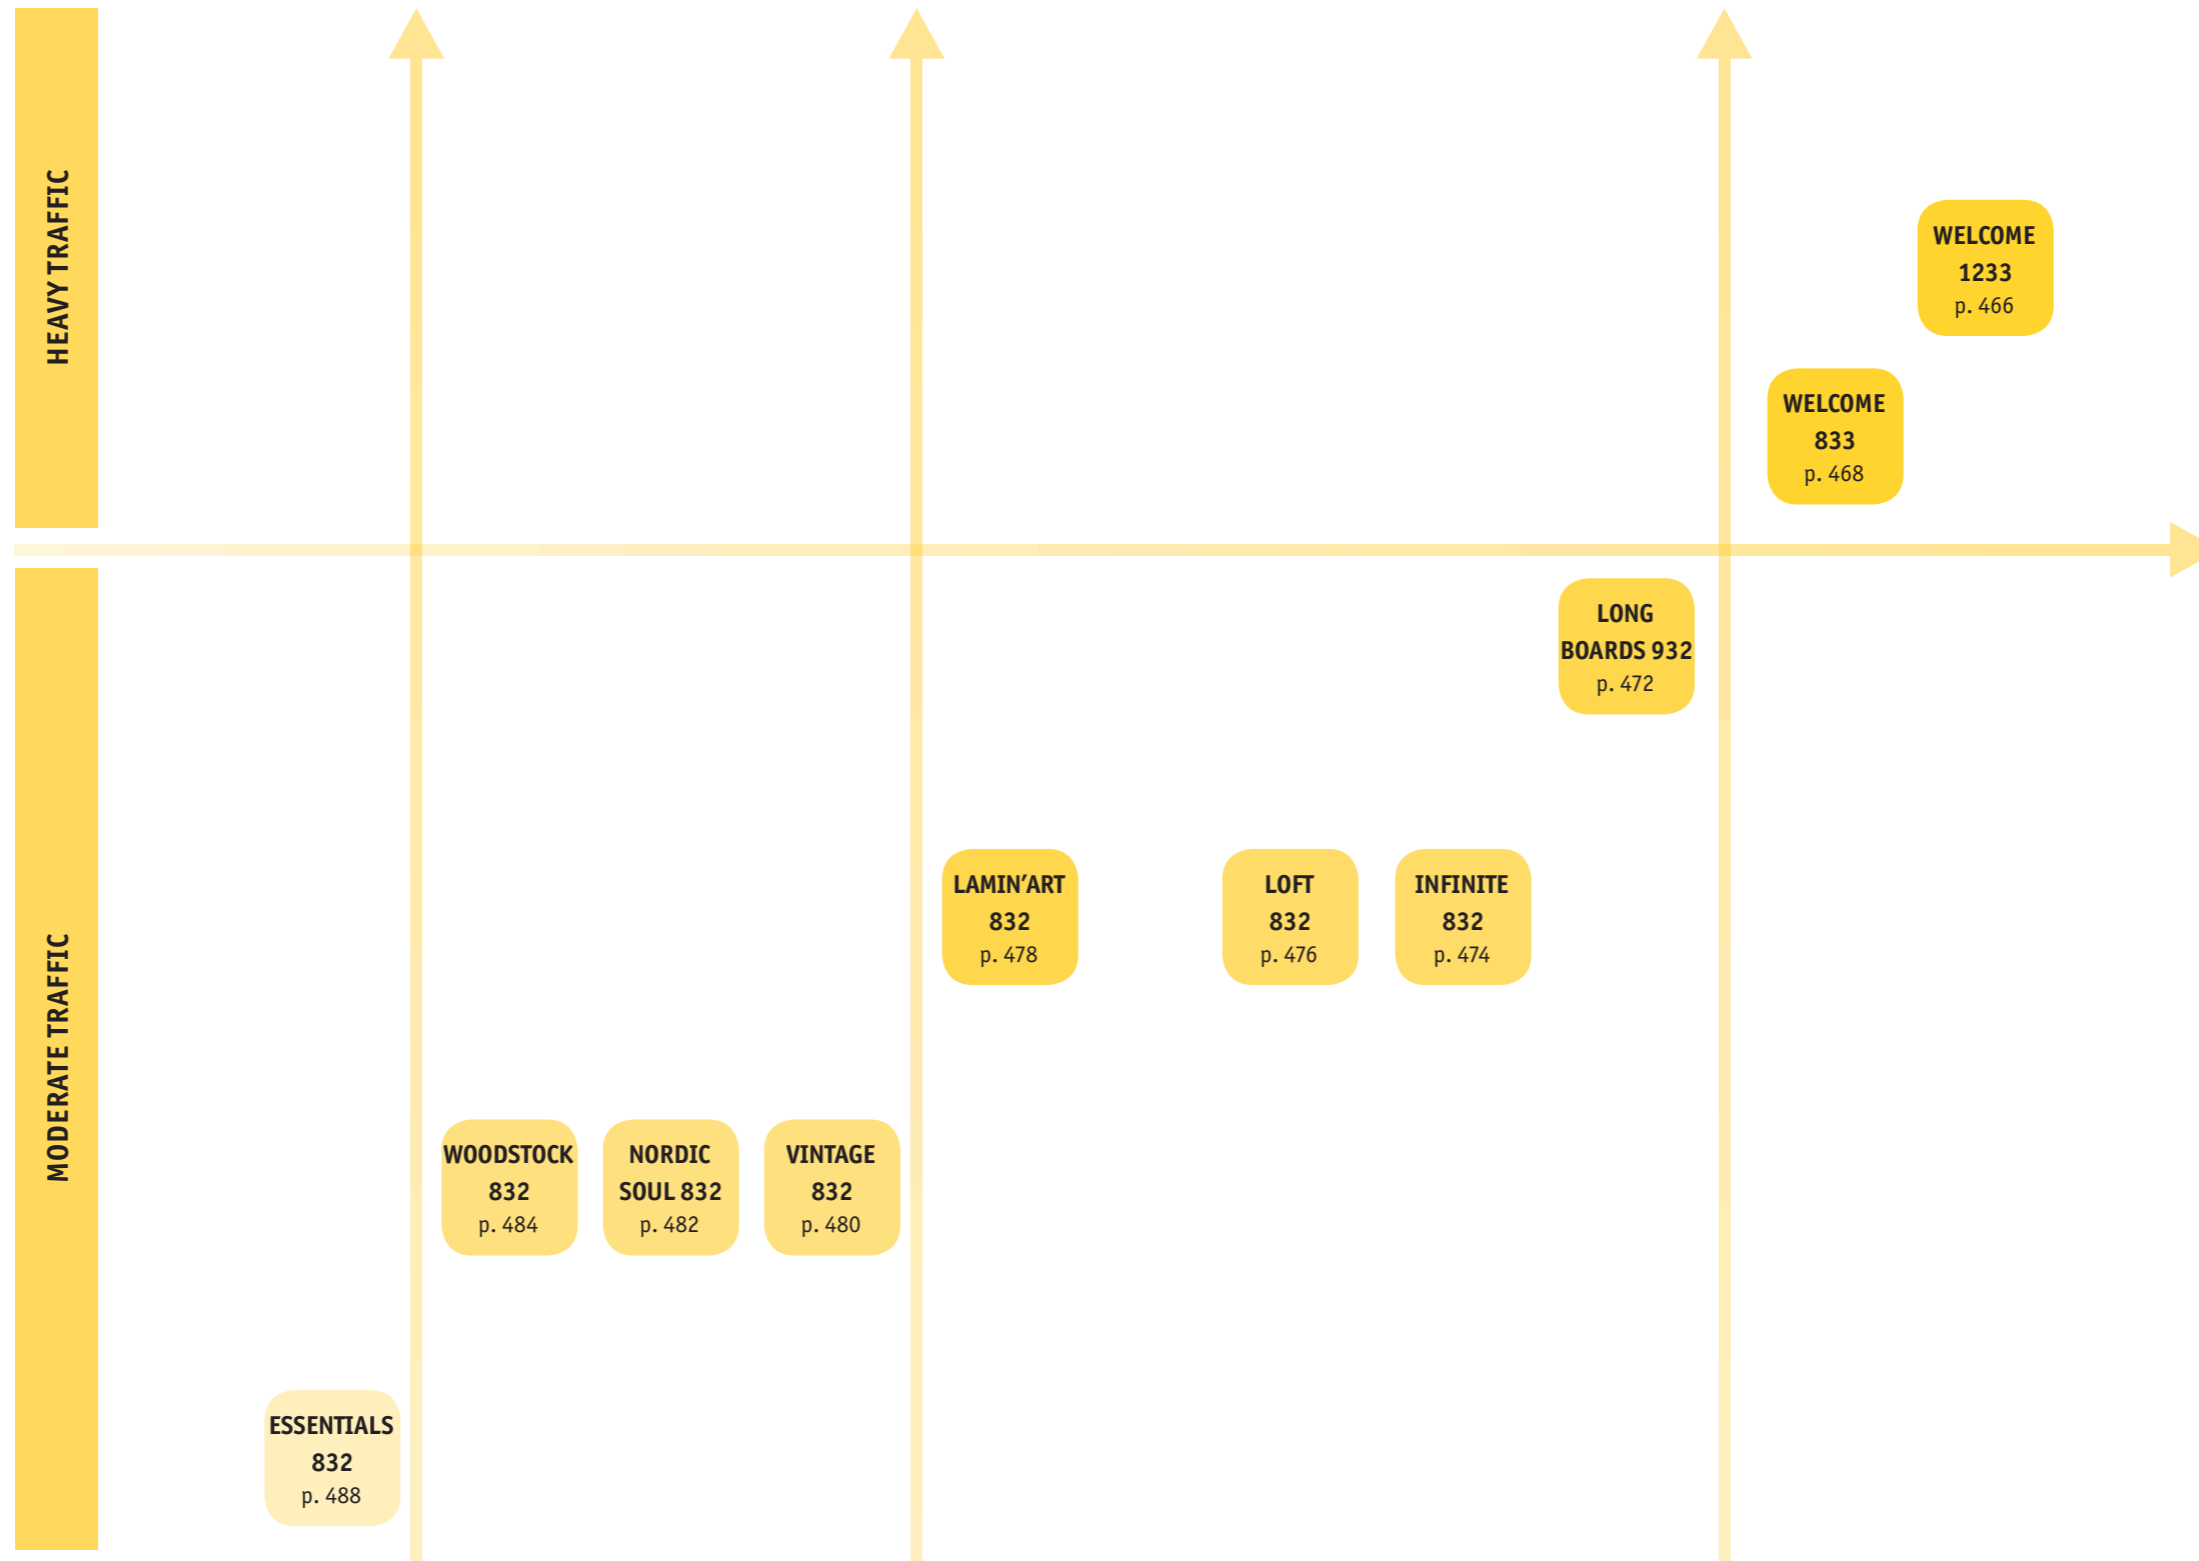 HEAVY TRAFFIC
WELCOME
1233
p. 466
WELCOME
833
p. 468
MODERATE TRAFFIC
LONG
BOARDS 932
p. 472
LAMIN’ART
832
p. 478
LOFT
832
p. 476
INFINITE
832
p. 474
WOODSTOCK
832
p. 484
NORDIC
SOUL 832
p. 482
VINTAGE
832
p. 480
ESSENTIALS
832
p. 488